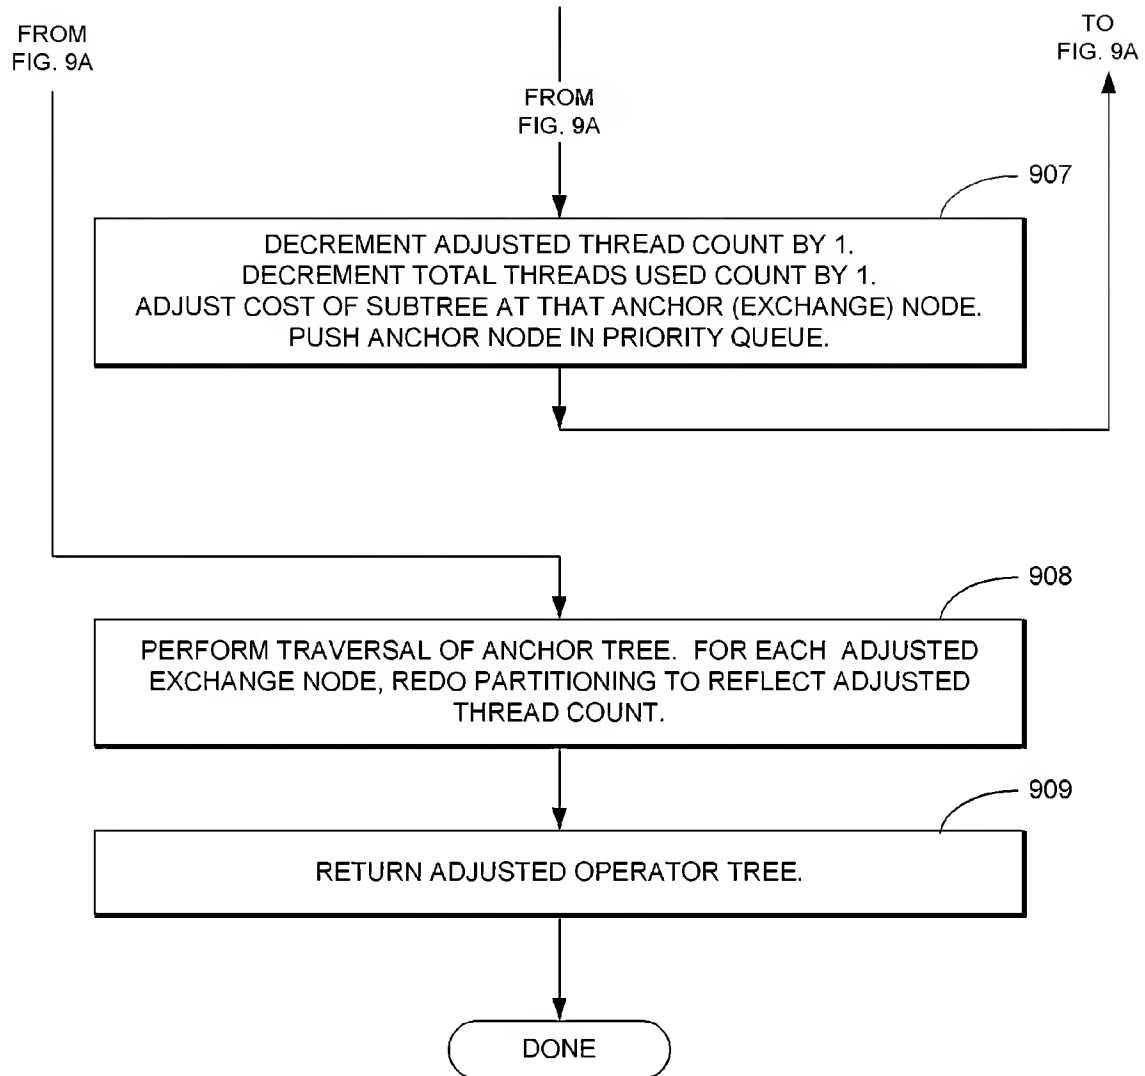 FROM
FIG. 9A
TO
FIG. 9A
FROM
FIG. 9A
907
DECREMENT ADJUSTED THREAD COUNT BY 1.
DECREMENT TOTAL THREADS USED COUNT BY 1.
ADJUST COST OF SUBTREE AT THAT ANCHOR (EXCHANGE) NODE.
PUSH ANCHOR NODE IN PRIORITY QUEUE.
908
PERFORM TRAVERSAL OF ANCHOR TREE. FOR EACH ADJUSTED
EXCHANGE NODE, REDO PARTITIONING TO REFLECT ADJUSTED
THREAD COUNT.
909
RETURN ADJUSTED OPERATOR TREE.
DONE